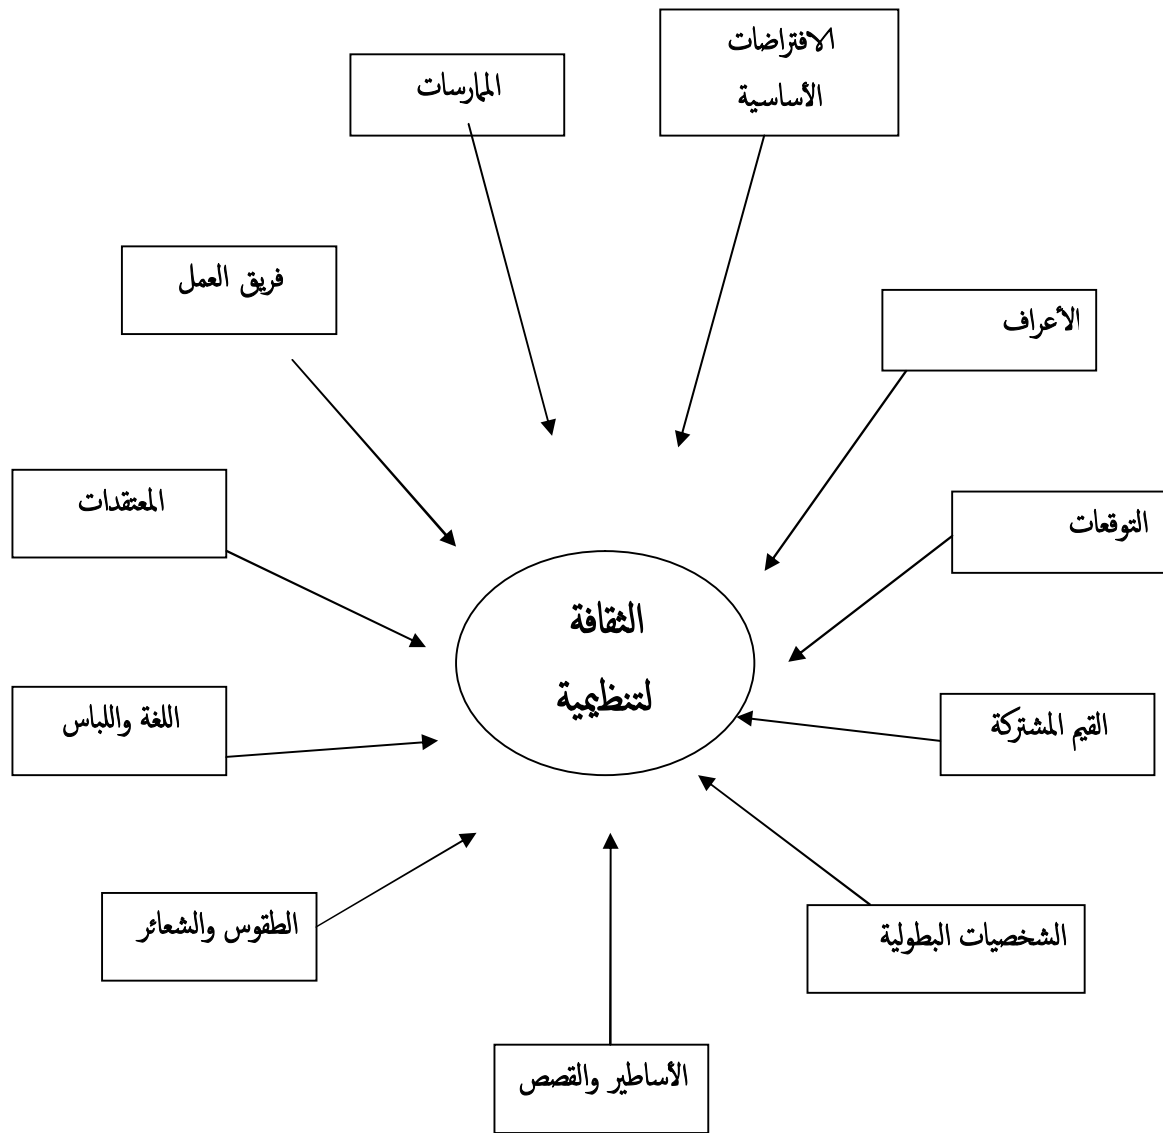 الافتراضات
الأساسية
الممارسات
فريق العمل
الأعراف
المعتقدات
التوقعات
الثقافة
لتنظيمية
اللغة واللباس
القيم المشتركة
الطقوس والشعائر
الشخصيات البطولية
الأساطير والقصص